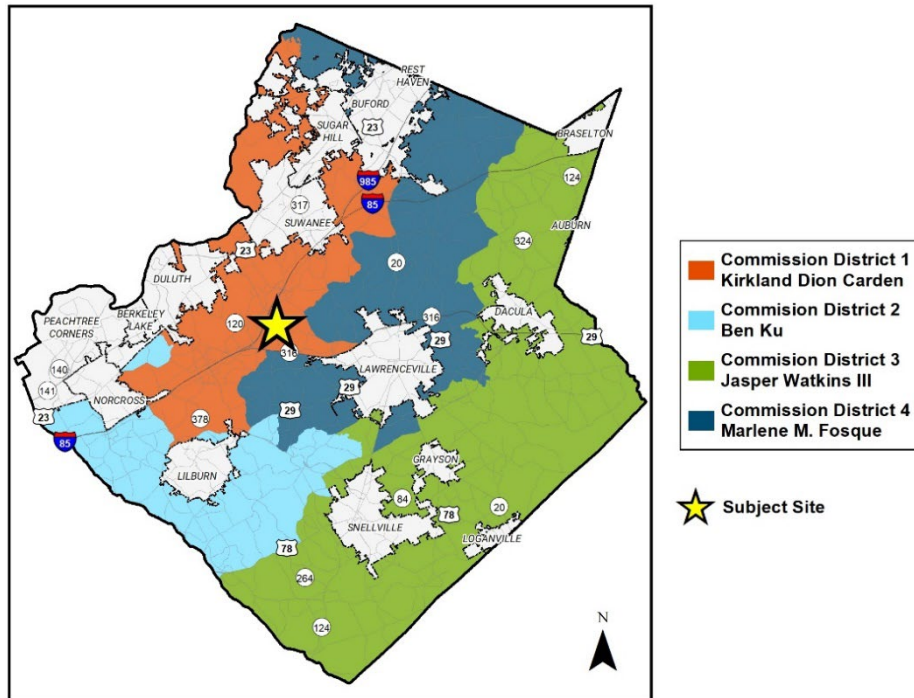 REST
HAVEN
BUFORD
23
SUGAR
HILL
BRASELTON
985
124
85
317
SUWANEE
AUBURN
324
23
20
DULUTH
BERKELEY
LAKE
PEACHTREE
CORNERS
120
316
DACULA
316
29
29
140
LAWRENCEVILLE
141
29
NORCROSS
23
378
29
85
LILBURN
GRAYSON
84
78
20
SNELLVILLE
LOGANVILLE
78
264
124
N
Commission District 1
Kirkland Dion Carden
Commision District 2
Ben Ku
Commision District 3
Jasper Watkins III
Commission District 4
Marlene M. Fosque
Subject Site